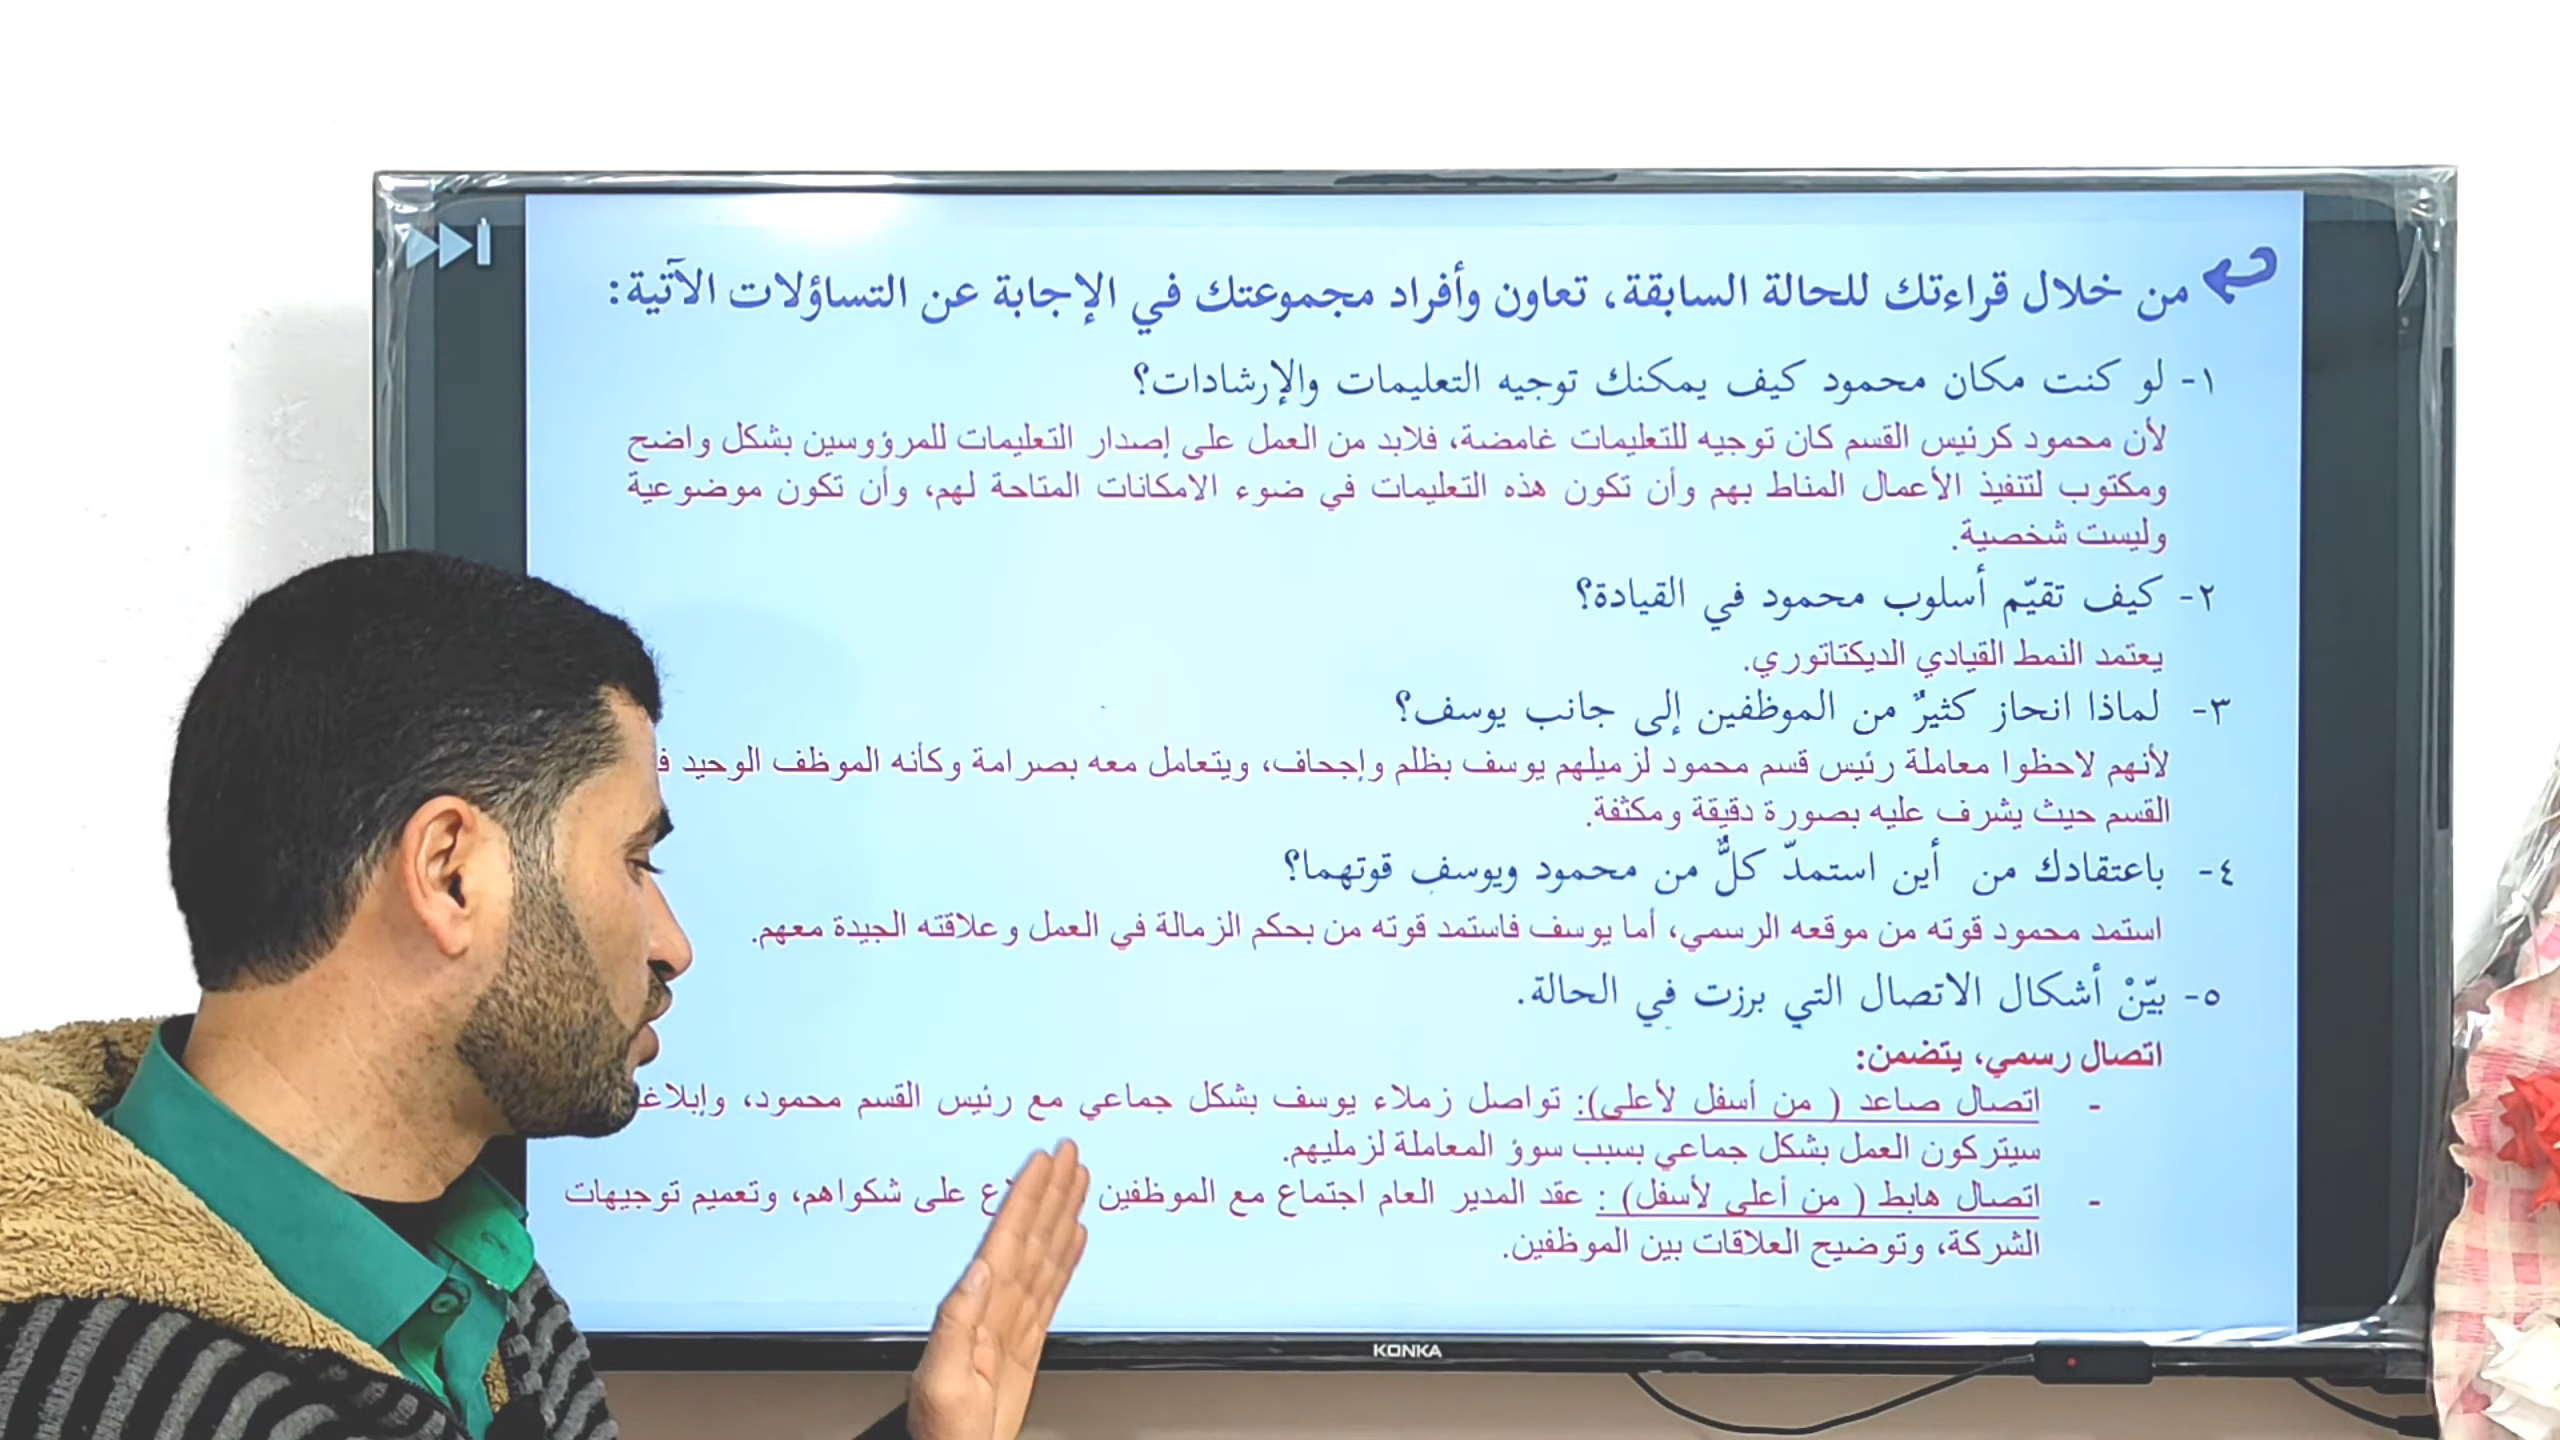 من خلال قراءتك للحالة السابقة، تعاون وأفراد مجموعتك في الإجابة عن التساؤلات الآتية:
١- لو كنت مكان محمود كيف يمكنك توجيه التعليمات والإرشادات؟
لأن محمود كرئيس القسم كان توجيه للتعليمات غامضة، فلابد من العمل على إصدار التعليمات للمرؤوسين بشكل واضح
ومكتوب لتنفيذ الأعمال المناط بهم وأن تكون هذه التعليمات في ضوء الامكانات المتاحة لهم، وأن تكون موضوعية
وليست شخصية.
٢- كيف تقيّم أسلوب محمود في القيادة؟
يعتمد النمط القيادي الديكتاتوري.
٣- لماذا انحاز كثيرٌ من الموظفين إلى جانب يوسف؟
لأنهم لاحظوا معاملة رئيس قسم محمود لزميلهم يوسف بظلم وإجحاف، ويتعامل معه بصرامة وكأنه الموظف الوحيد
القسم حيث يشرف عليه بصورة دقيقة ومكثفة.
٤- باعتقادك من أين استمدّ كلٌّ من محمود ويوسف قوتهما؟
استمد محمود قوته من موقعه الرسمي، أما يوسف فاستمد قوته من بحكم الزمالة في العمل وعلاقته الجيدة معهم.
٥- بيّنْ أشكال الاتصال التي برزت في الحالة.
اتصال رسمي، يتضمن:
- اتصال صاعد ( من أسفل لأعلى): تواصل زملاء يوسف بشكل جماعي مع رئيس القسم محمود،
سيتركون العمل بشكل جماعي بسبب سوؤ المعاملة لزمليهم.
- اتصال هابط ( من أعلى لأسفل) : عقد المدير العام اجتماع مع الموظفين على شكواهم، وتعميم توجيهات
الشركة، وتوضيح العلاقات بين الموظفين.
KONKA